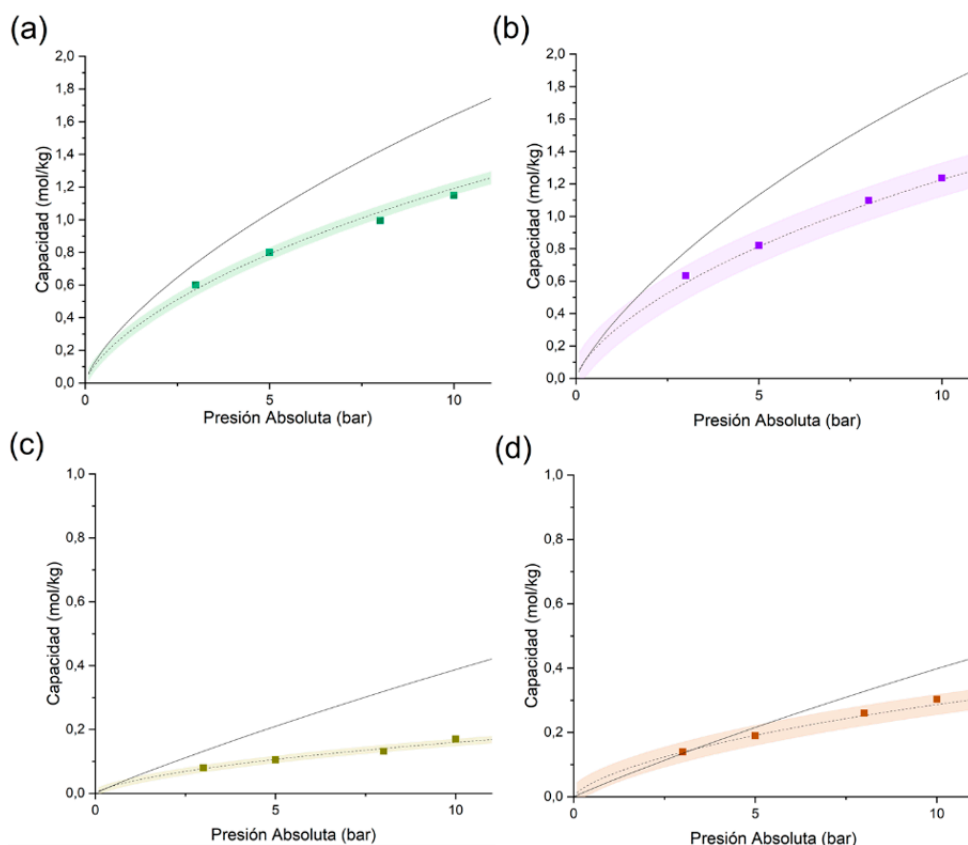 (a)
Capacidad (mol/kg)
2,0
1,8
1,6
1,4
1,2
1,0
0,8
0,6
0,4
0,2
0,0
0 5 10
Presión Absoluta (bar)
(b)
Capacidad (mol/kg)
2,0
1,8
1,6
1,4
1,2
1,0
0,8
0,6
0,4
0,2
0,0
0 5 10
Presión Absoluta (bar)
(c)
Capacidad (mol/kg)
1,0
0,8
0,6
0,4
0,2
0,0
0 5 10
Presión Absoluta (bar)
(d)
Capacidad (mol/kg)
1,0
0,8
0,6
0,4
0,2
0,0
0 5 10
Presión Absoluta (bar)